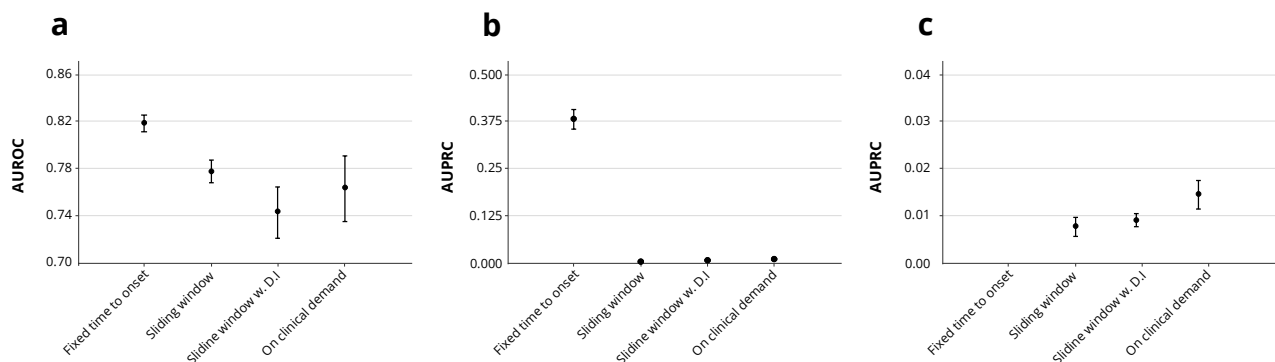 a
0.86
0.82
0.78
0.74
0.70
AUROC
Fixed time to onset
Sliding window
Slidine window w. D.I
On clinical demand
b
0.500
0.375
0.25
0.125
0.000
AUPRC
Fixed time to onset
Sliding window
Slidine window w. D.I
On clinical demand
c
0.04
0.03
0.02
0.01
0.00
AUPRC
Fixed time to onset
Sliding window
Slidine window w. D.I
On clinical demand